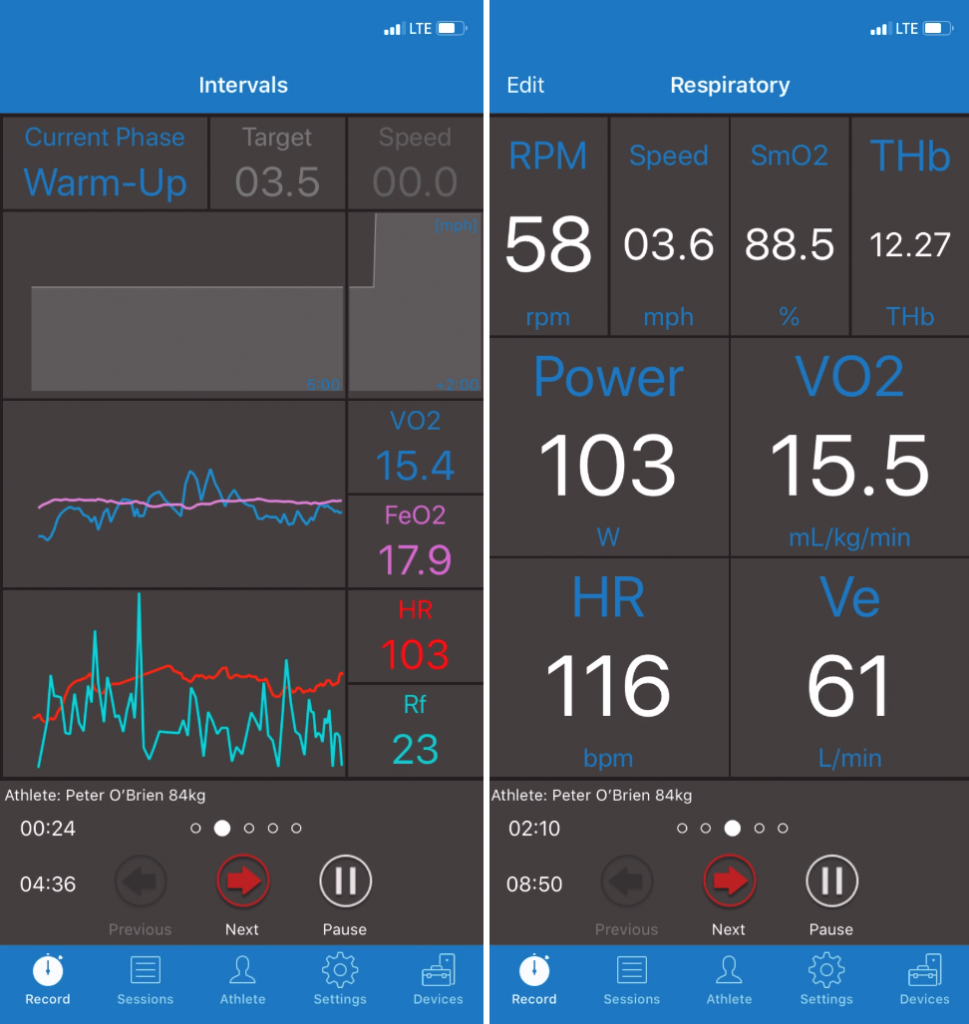 LTE
Intervals
Current Phase Target Speed
Warm-Up 03.5 00.0
[mph]
5:00 +2:00
VO2
15.4
FeO2
17.9
HR
103
Rf
23
Athlete: Peter O’Brien 84kg
00:24
04:36
Previous Next Pause
Record Sessions Athlete Settings Devices
LTE
Edit Respiratory
RPM Speed SmO2 THb
58 03.6 88.5 12.27
rpm mph % THb
Power VO2
103 15.5
W mL/kg/min
HR Ve
116 61
bpm L/min
Athlete: Peter O’Brien 84kg
02:10
08:50
Previous Next Pause
Record Sessions Athlete Settings Devices